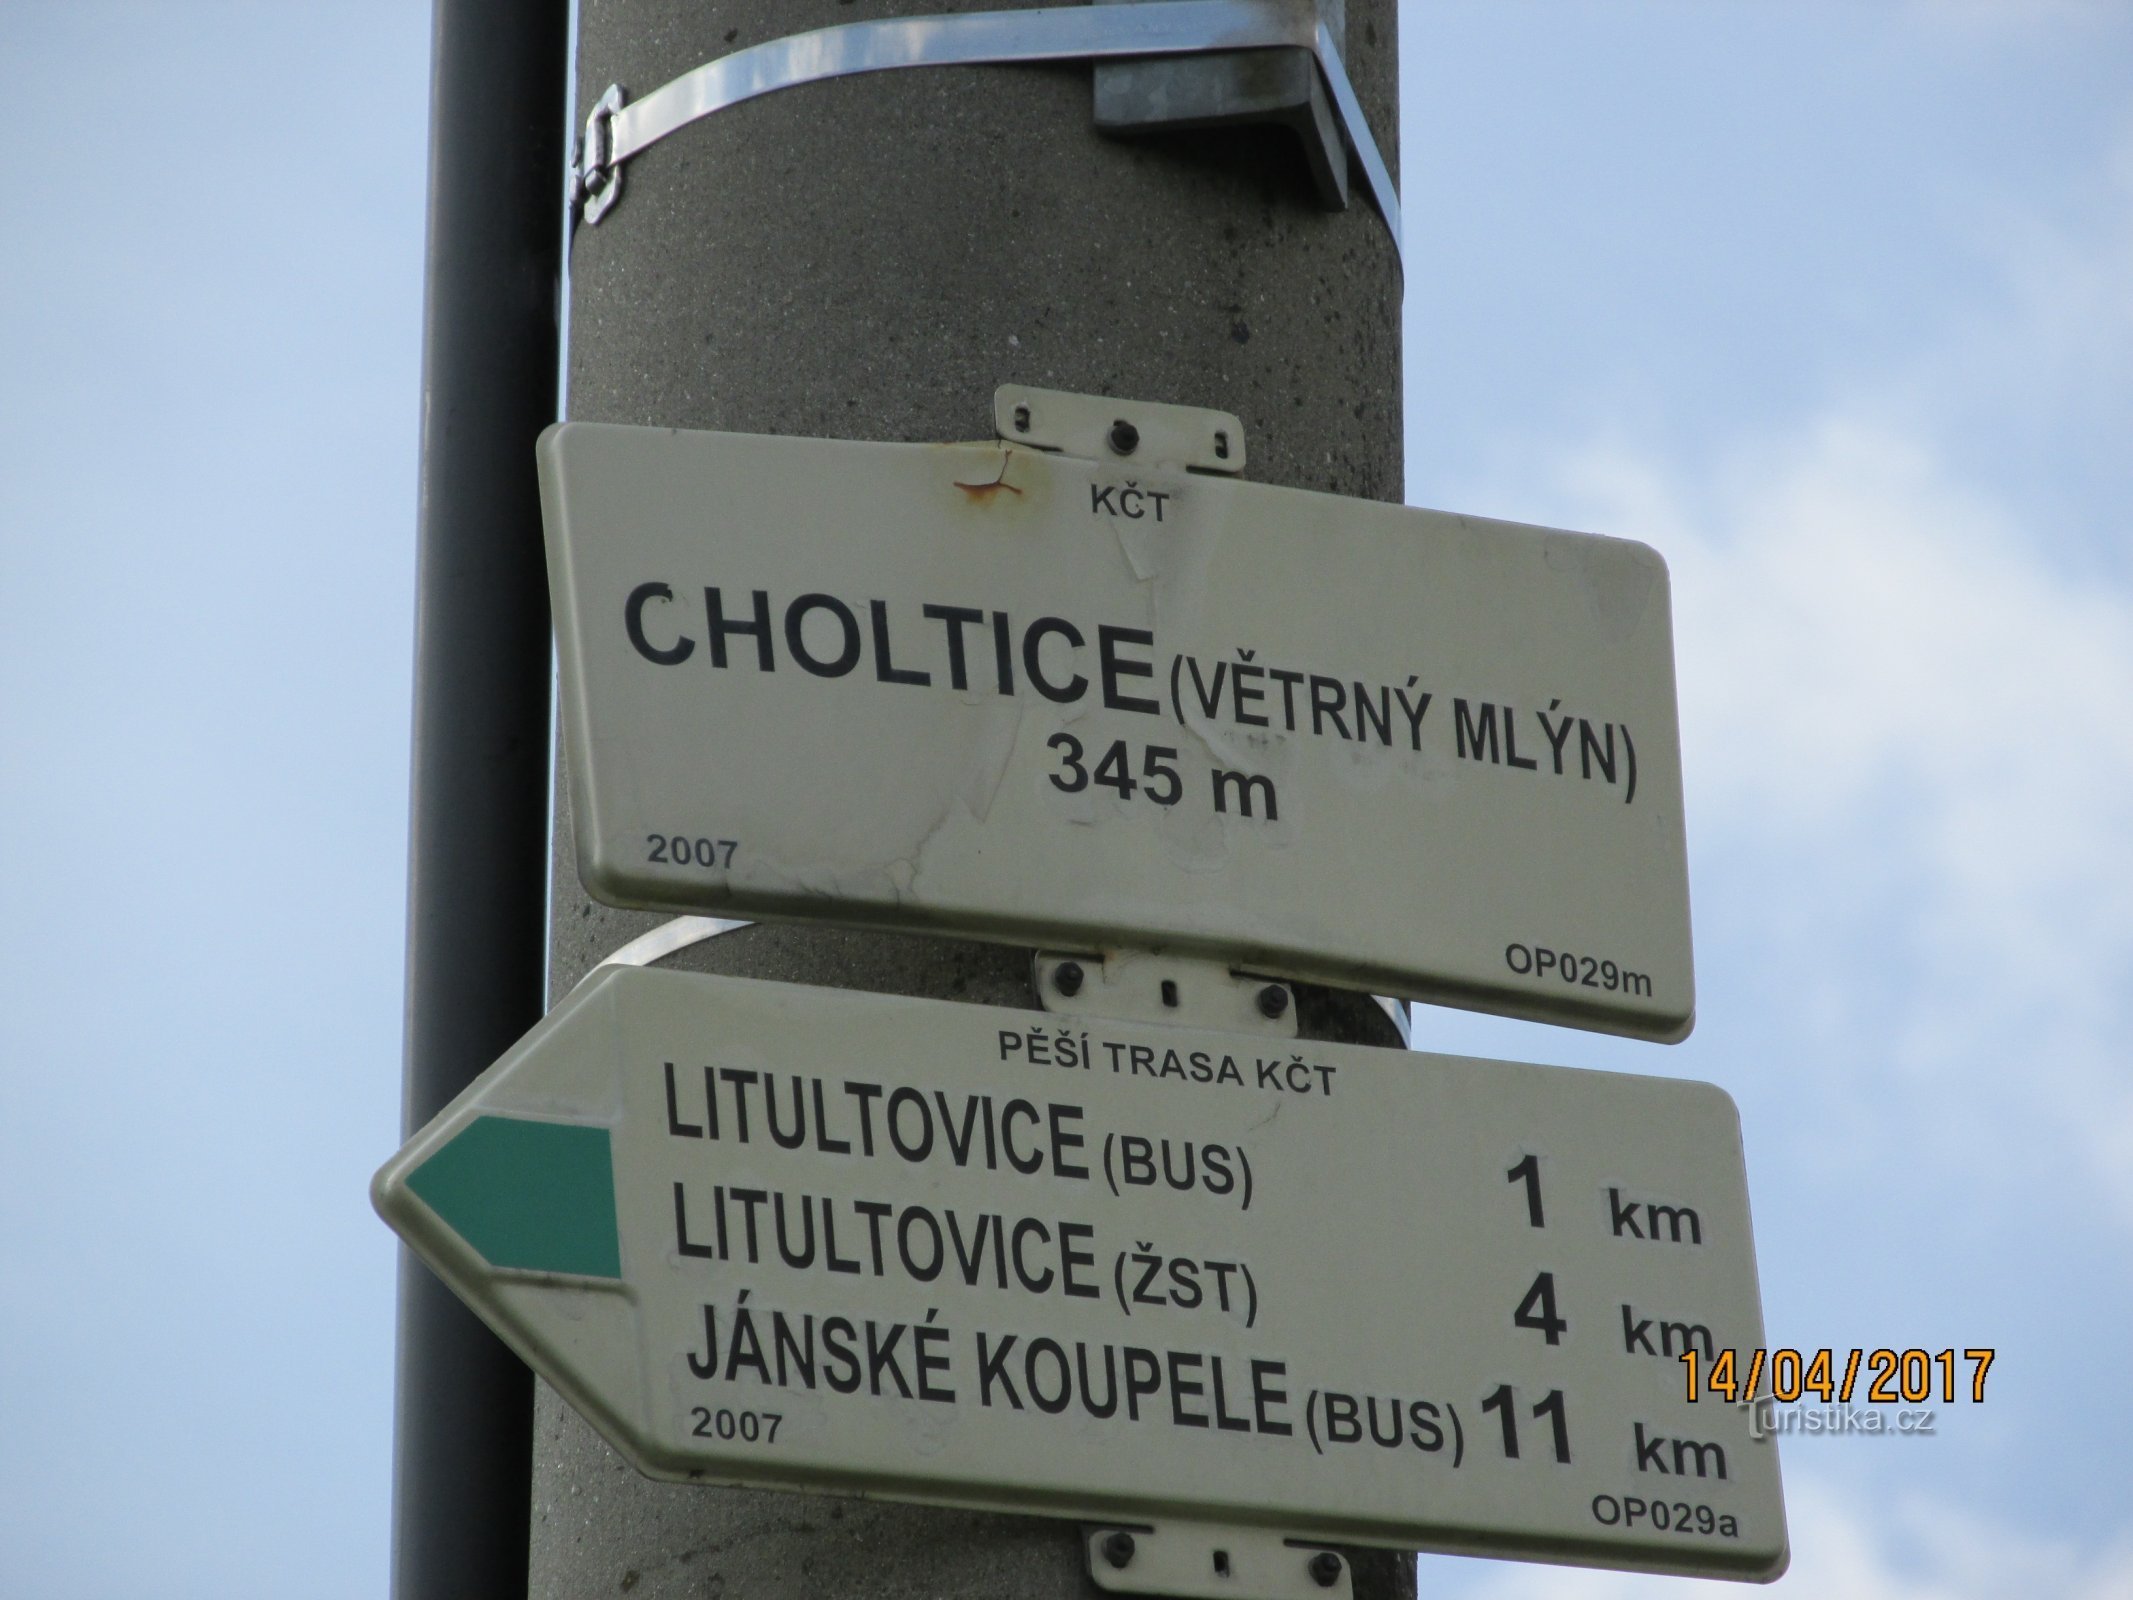 KČT
CHOLTICE (VĚTRNÝ MLÝN)
345 m
2007
OP029m
PĚŠÍ TRASA KČT
LITULTOVICE (BUS) 1 km
LITULTOVICE (ŽST) 4 km
JÁNSKÉ KOUPELE (BUS) 11 km
2007
OP029a
14/04/2017
Turistika.cz